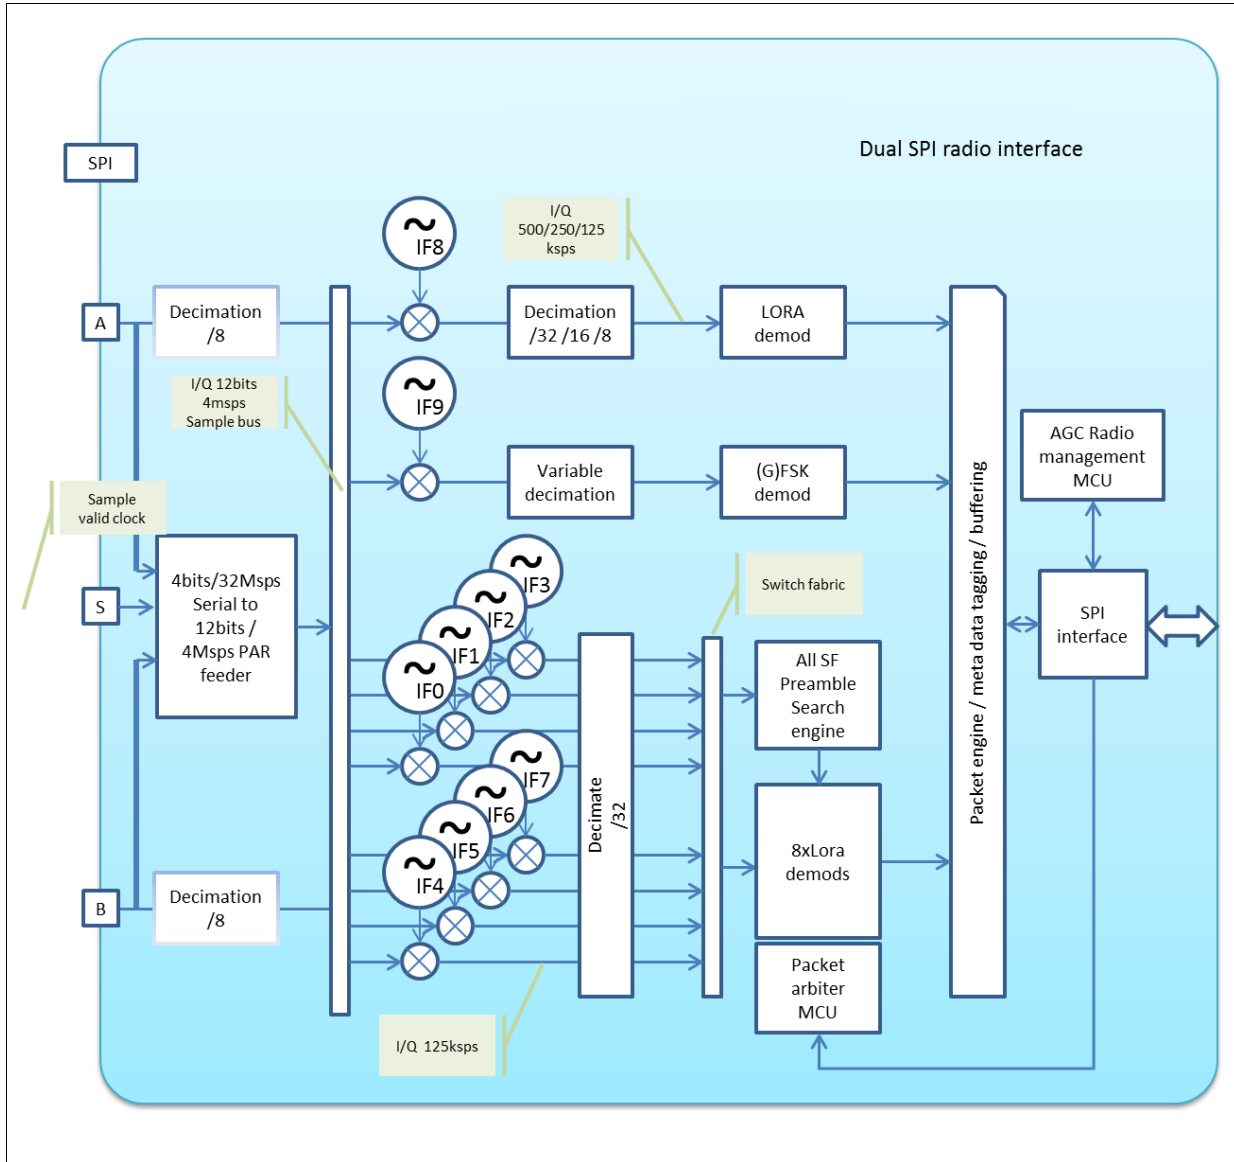 Dual SPI radio interface
SPI
IF8
I/Q
500/250/125
ksps
A
Decimation
/8
Decimation
/32 /16 /8
LORA
demod
I/Q 12bits
4msps
Sample bus
IF9
Variable
decimation
(G)FSK
demod
Packet engine / meta data tagging / buffering
AGC Radio
management
MCU
Sample
valid clock
4bits/32Msps
Serial to
12bits /
4Msps PAR
feeder
S
IF3
IF2
IF1
IF0
Switch fabric
SPI
interface
All SF
Preamble
Search
engine
IF7
IF6
IF5
IF4
Decimate
/32
8xLora
demods
B
Decimation
/8
Packet
arbiter
MCU
I/Q 125ksps